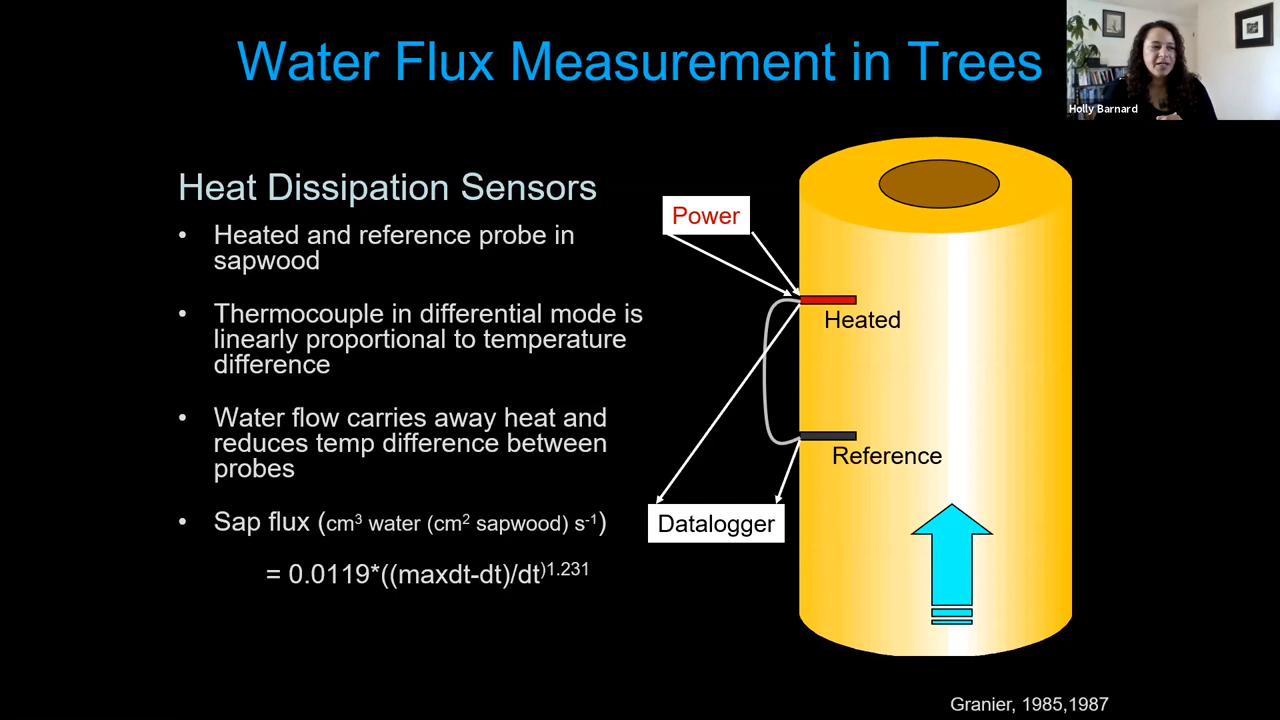 Water Flux Measurement in Trees
Holly Barnard
Heat Dissipation Sensors
• Heated and reference probe in
sapwood
• Thermocouple in differential mode is
linearly proportional to temperature
difference
• Water flow carries away heat and
reduces temp difference between
probes
• Sap flux (cm³ water (cm² sapwood) s⁻¹)
= 0.0119*((maxdt-dt)/dt⁾¹·²³¹
Power
Heated
Reference
Datalogger
Granier, 1985,1987